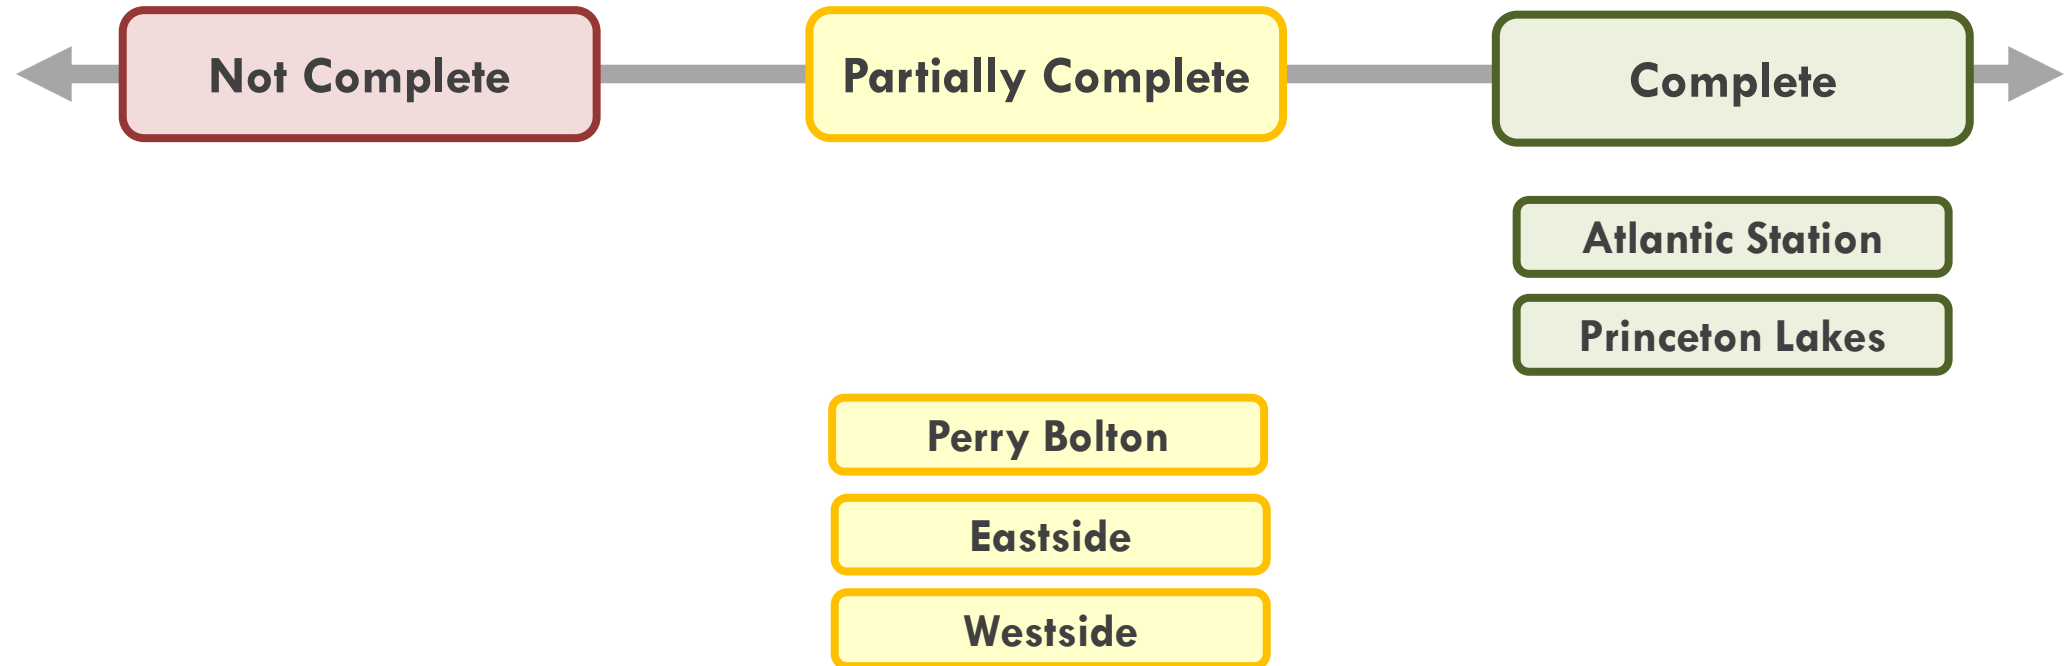 Not Complete
Partially Complete
Complete
Atlantic Station
Princeton Lakes
Perry Bolton
Eastside
Westside